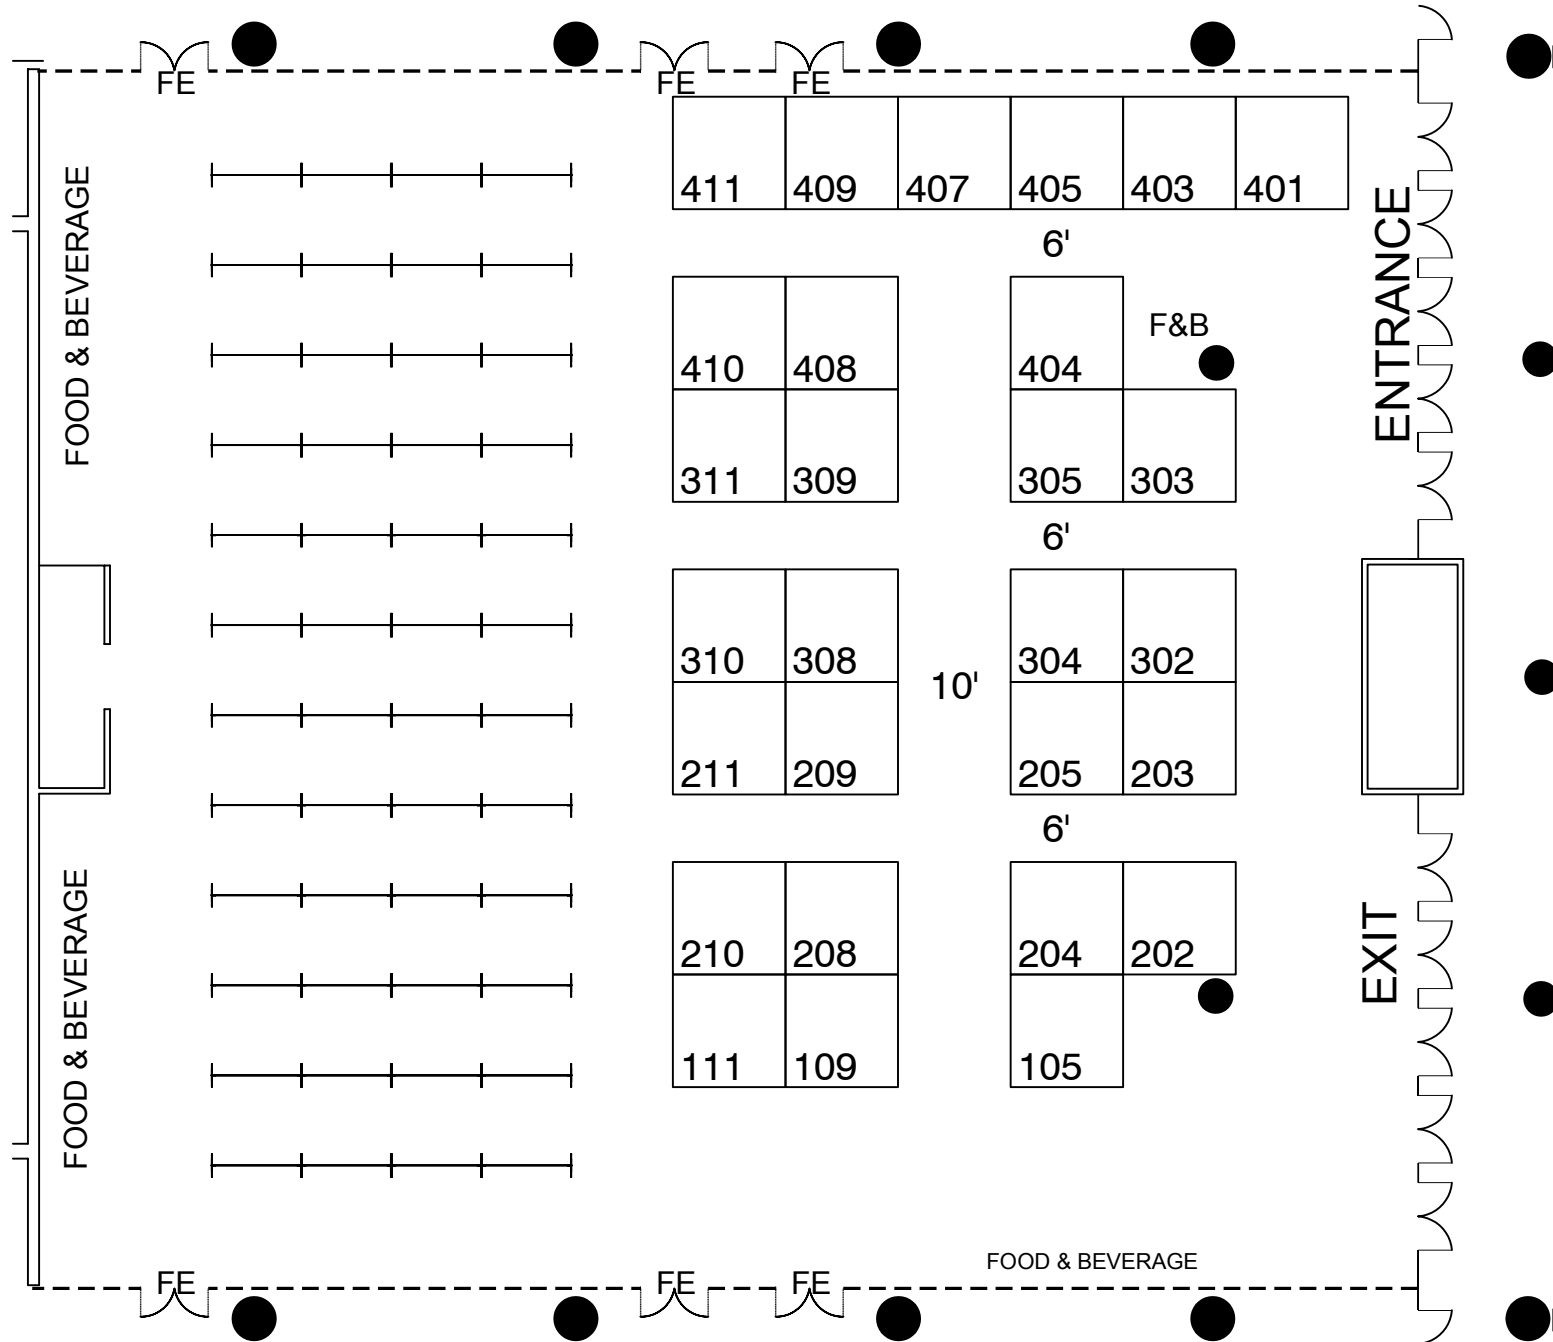 FE
FE
FE
411 409 407 405 403 401
6'
FOOD & BEVERAGE
ENTRANCE
F&B
410 408 404
311 309 305 303
6'
310 308 304 302
10'
211 209 205 203
6'
FOOD & BEVERAGE
EXIT
210 208 204 202
111 109 105
FOOD & BEVERAGE
FE
FE
FE